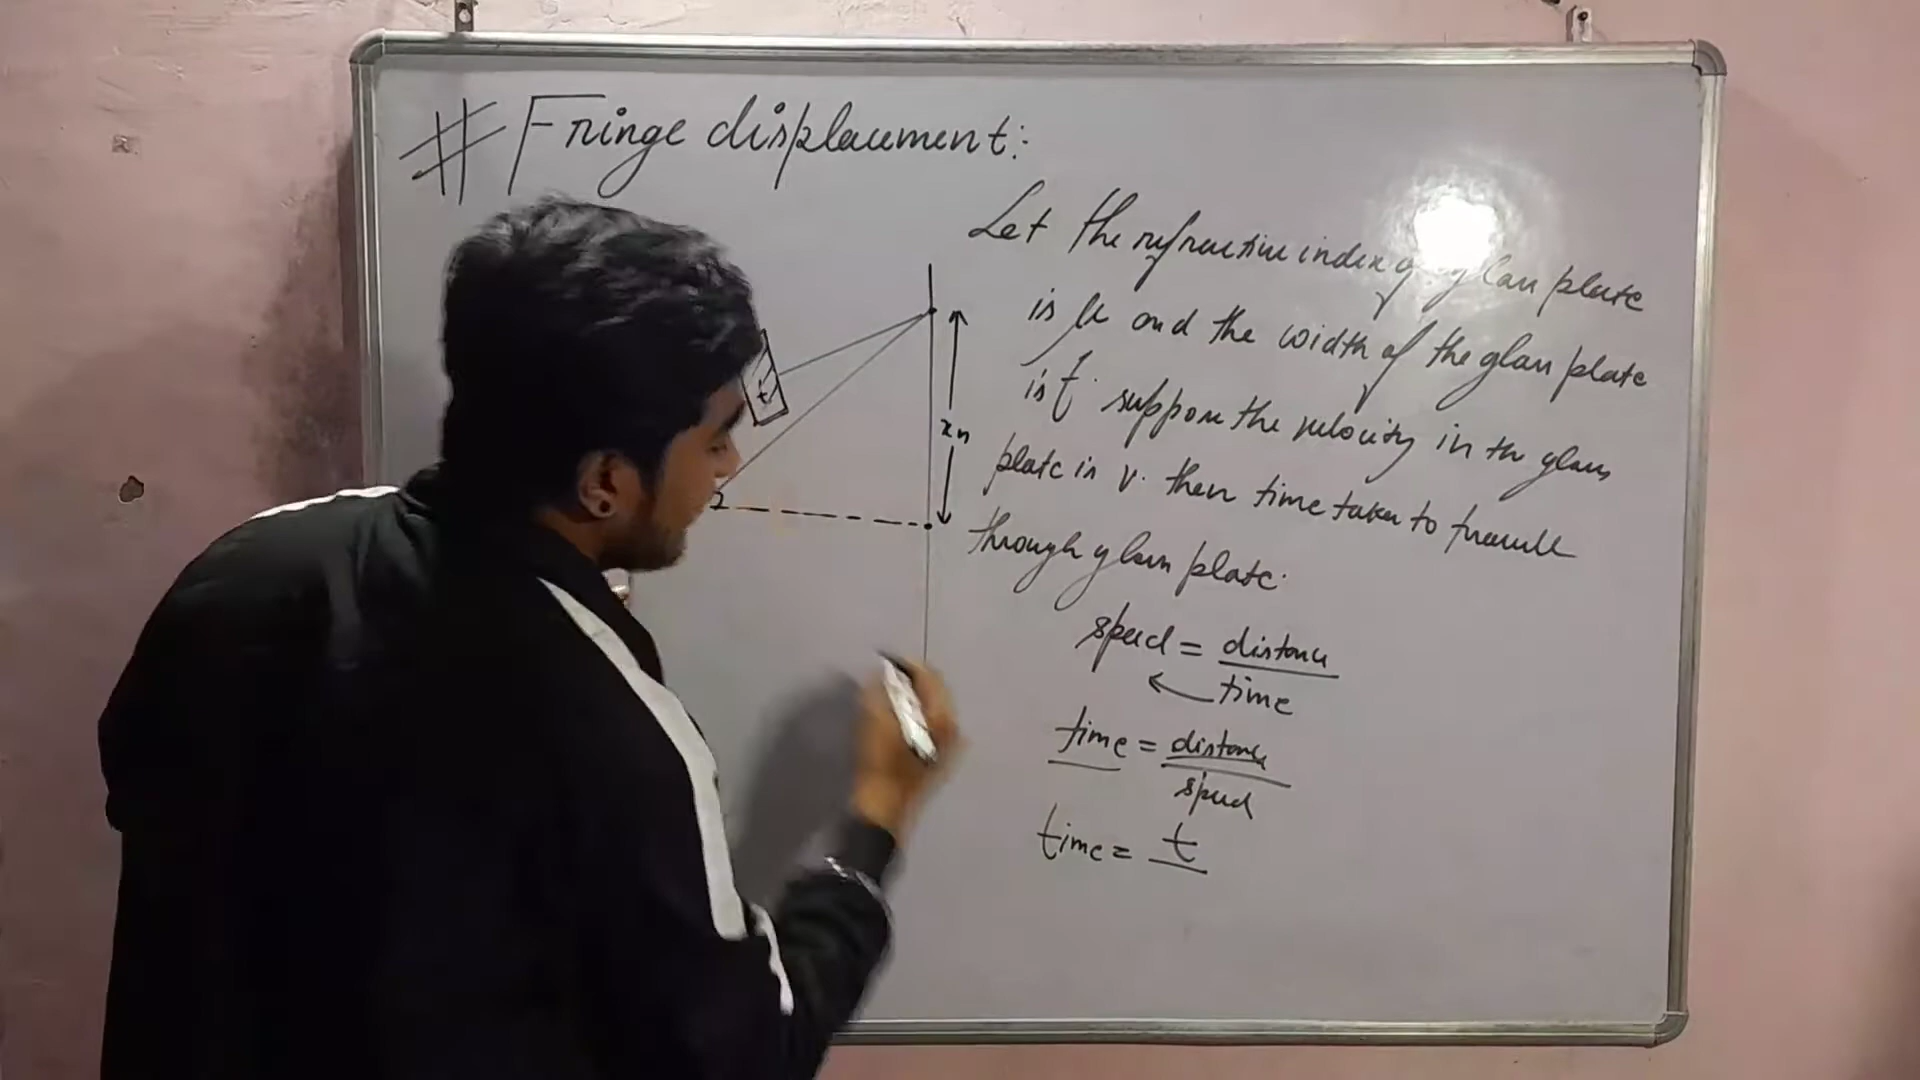 # Fringe displacement:
Let the refractive index of glass plate
is μ and the width of the glass plate
is t. suppose the velocity in the glass
plate is v. then time taken to travell
through glass plate.
speed = distance
time
time = distance
speed
time = t
t
xn
2